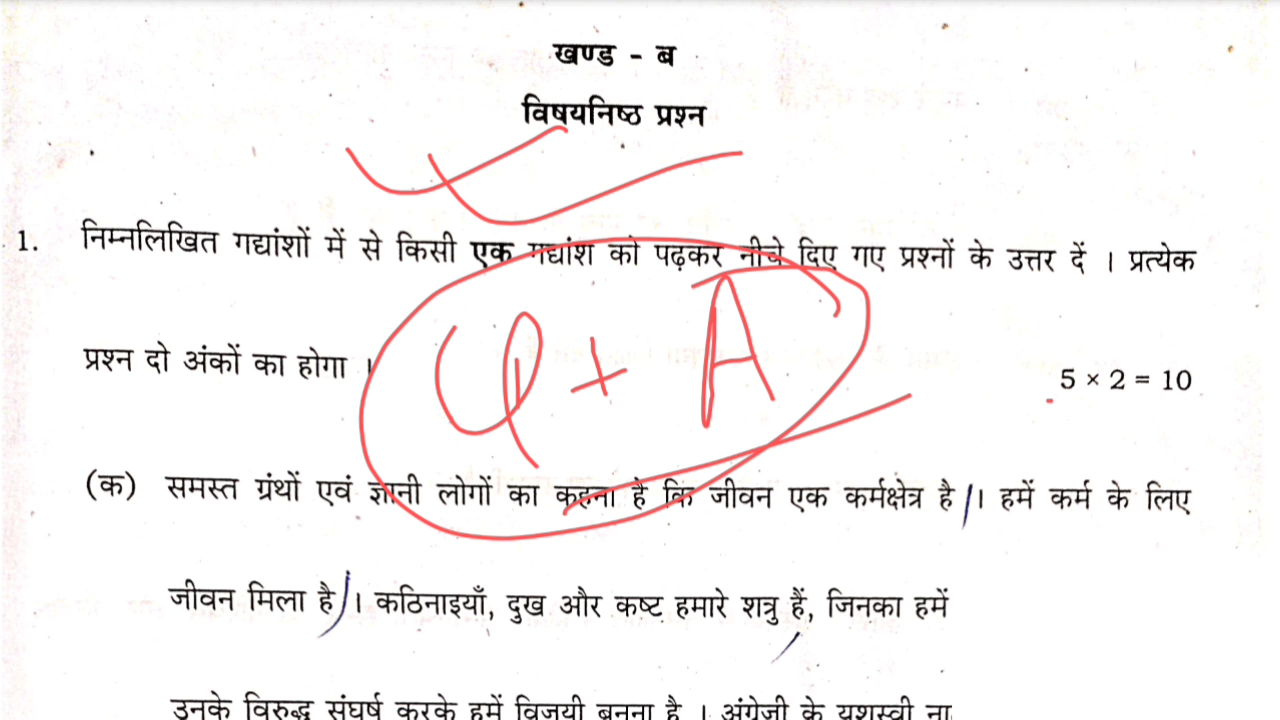 खण्ड - ब
विषयनिष्ठ प्रश्न
1. निम्नलिखित गद्यांशों में से किसी एक गद्यांश को पढ़कर नीचे दिए गए प्रश्नों के उत्तर दें । प्रत्येक
प्रश्न दो अंकों का होगा । 5 × 2 = 10
Q + A
(क) समस्त ग्रंथों एवं ज्ञानी लोगों का कहना है कि जीवन एक कर्मक्षेत्र है । हमें कर्म के लिए
जीवन मिला है । कठिनाइयाँ, दुख और कष्ट हमारे शत्रु हैं, जिनका हमें
उनके विरुद्ध संघर्ष करके हमें विजयी बनना है । अंग्रेजी के यशस्वी